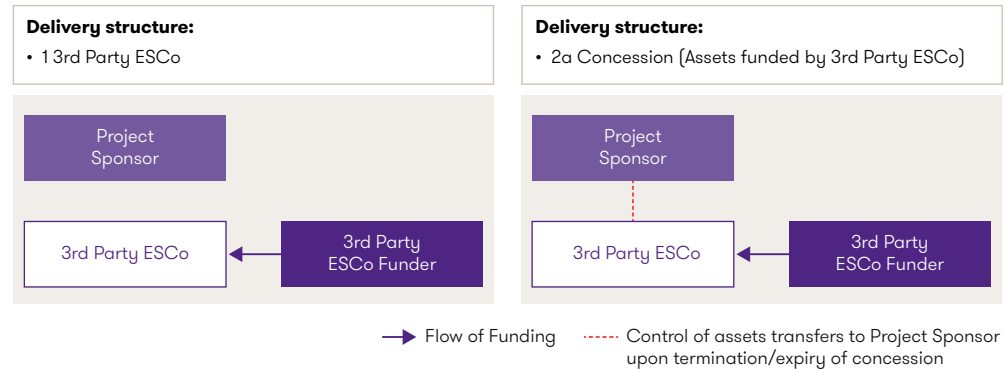 Delivery structure:
• 1 3rd Party ESCo
Project
Sponsor
3rd Party ESCo
3rd Party
ESCo Funder
Delivery structure:
• 2a Concession (Assets funded by 3rd Party ESCo)
Project
Sponsor
3rd Party ESCo
3rd Party
ESCo Funder
Flow of Funding
Control of assets transfers to Project Sponsor
upon termination/expiry of concession